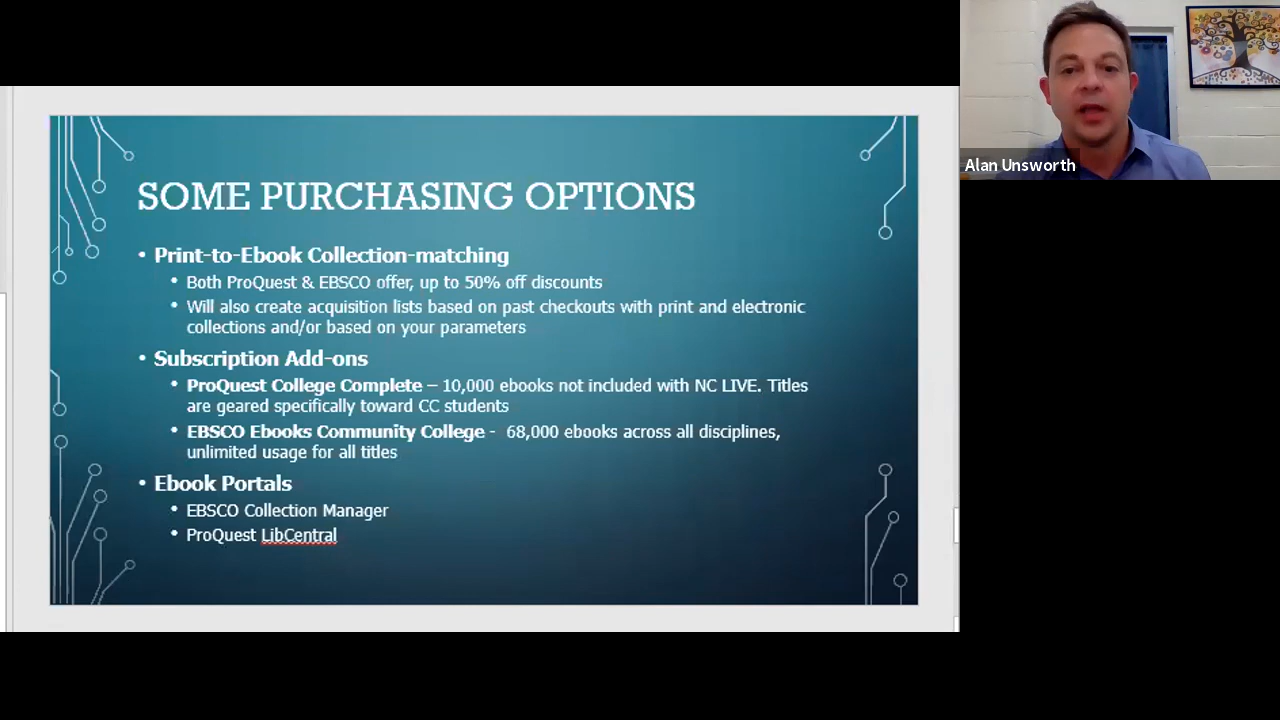 SOME PURCHASING OPTIONS
• Print-to-Ebook Collection-matching
• Both ProQuest & EBSCO offer, up to 50% off discounts
• Will also create acquisition lists based on past checkouts with print and electronic
collections and/or based on your parameters
• Subscription Add-ons
• ProQuest College Complete – 10,000 ebooks not included with NC LIVE. Titles
are geared specifically toward CC students
• EBSCO Ebooks Community College - 68,000 ebooks across all disciplines,
unlimited usage for all titles
• Ebook Portals
• EBSCO Collection Manager
• ProQuest LibCentral
Alan Unsworth